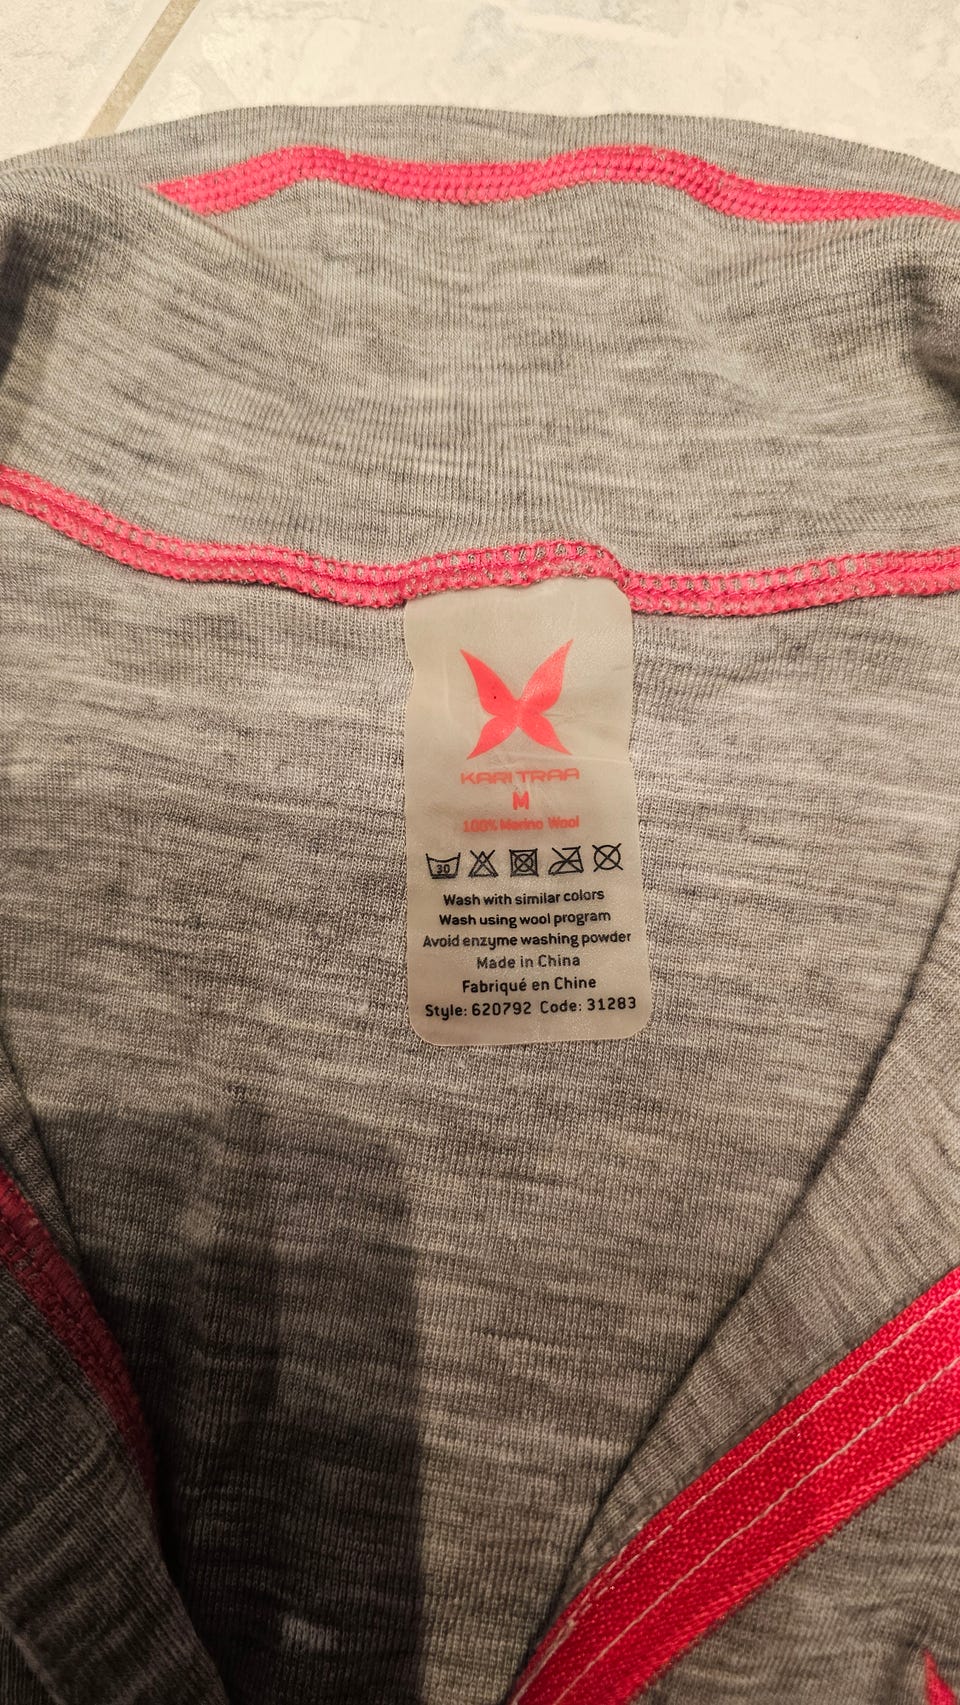 KARI TRAA
M
100% Merino Wool
30
Wash with similar colors
Wash using wool program
Avoid enzyme washing powder
Made in China
Fabriqué en Chine
Style: 620792 Code: 31283